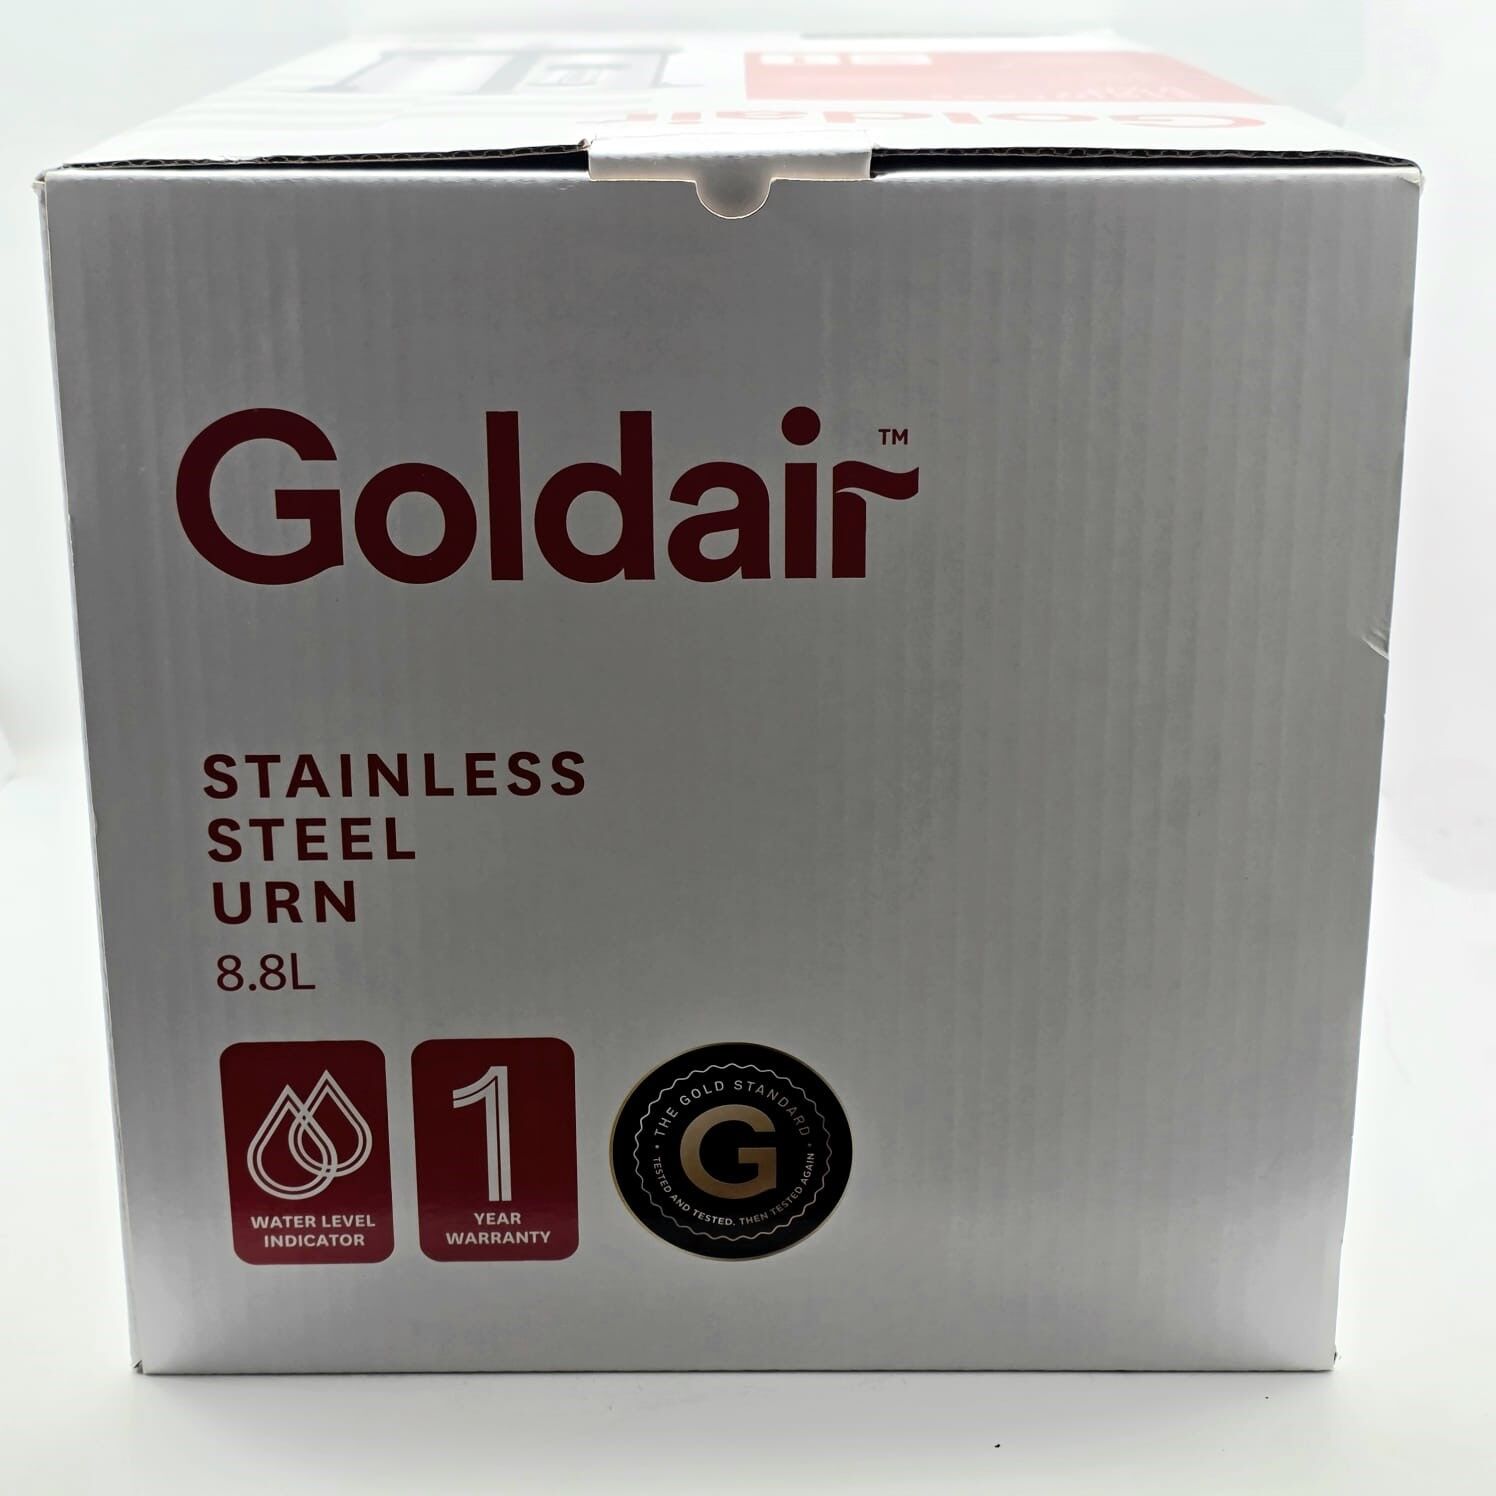 Goldair
Goldair™
STAINLESS
STEEL
URN
8.8L
WATER LEVEL
INDICATOR
1
YEAR
WARRANTY
THE GOLD STANDARD
G
TESTED AND TESTED. THEN TESTED AGAIN